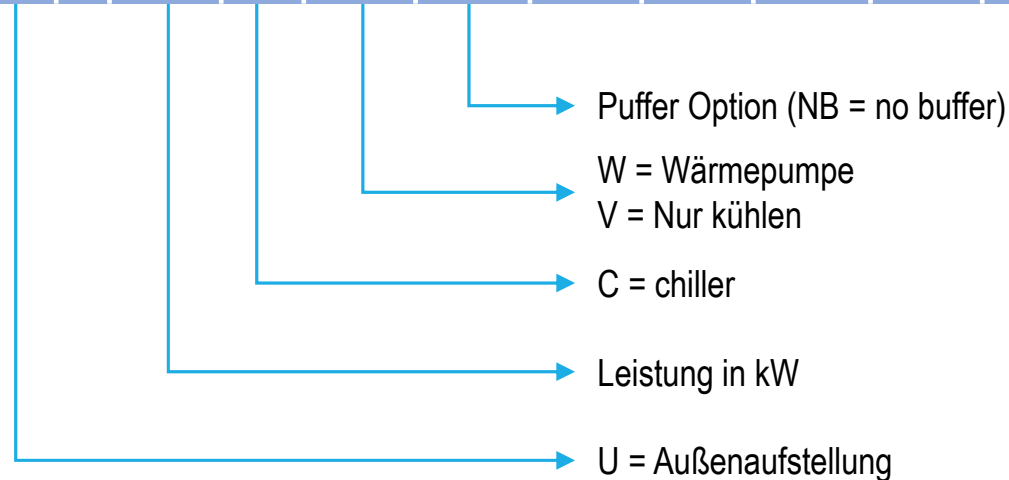 Puffer Option (NB = no buffer)
W = Wärmepumpe
V = Nur kühlen
C = chiller
Leistung in kW
U = Außenaufstellung